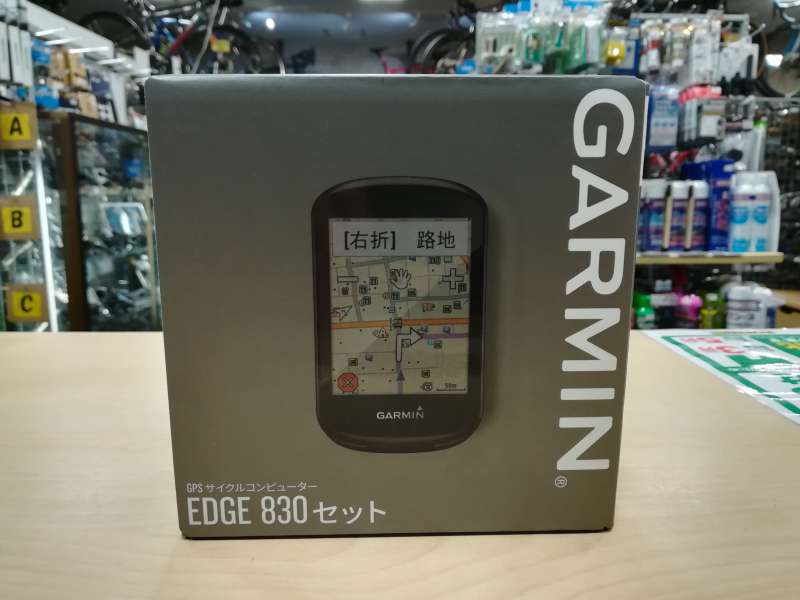 A
B
C
GARMIN®
[右折] 路地
50m
GARMIN
GPS サイクルコンピューター
EDGE 830 セット